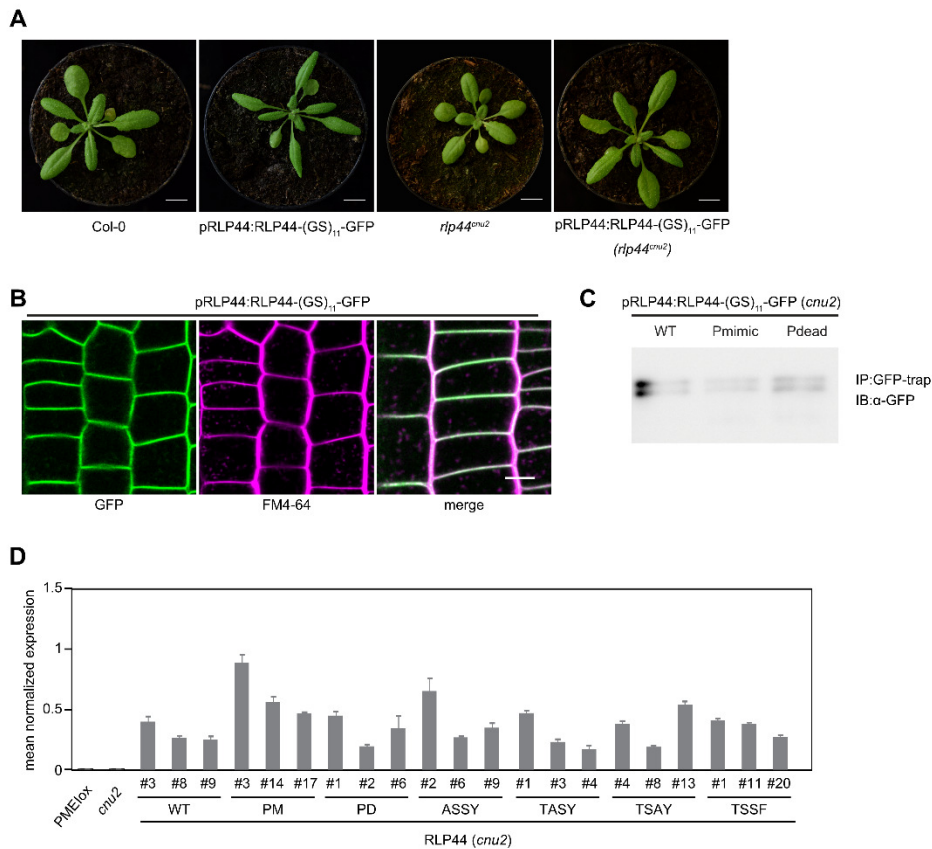 A
Col-0
pRLP44:RLP44-(GS)11-GFP
rlp44cnu2
pRLP44:RLP44-(GS)11-GFP
(rlp44cnu2)
B
pRLP44:RLP44-(GS)11-GFP
GFP
FM4-64
merge
C
pRLP44:RLP44-(GS)11-GFP (cnu2)
WT Pmimic Pdead
IP:GFP-trap
IB:α-GFP
D
mean normalized expression
1.5
1
0.5
0
PMEIox
cnu2
#3 #8 #9 #3 #14 #17 #1 #2 #6 #2 #6 #9 #1 #3 #4 #4 #8 #13 #1 #11 #20
WT PM PD ASSY TASY TSAY TSSF
RLP44 (cnu2)